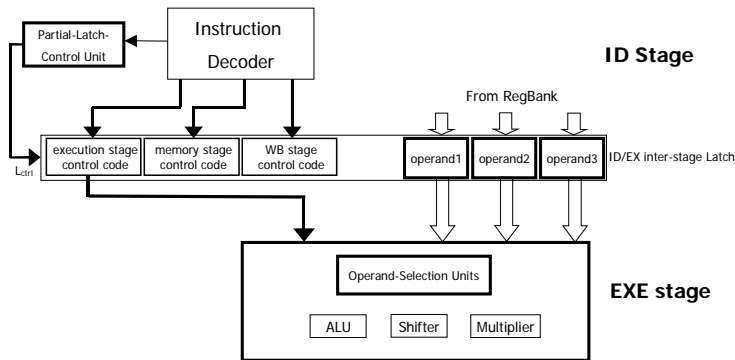 Partial-Latch-
Control Unit
Instruction
Decoder
ID Stage
From RegBank
execution stage
control code
memory stage
control code
WB stage
control code
operand1
operand2
operand3
ID/EX inter-stage Latch
Lctrl
Operand-Selection Units
EXE stage
ALU
Shifter
Multiplier